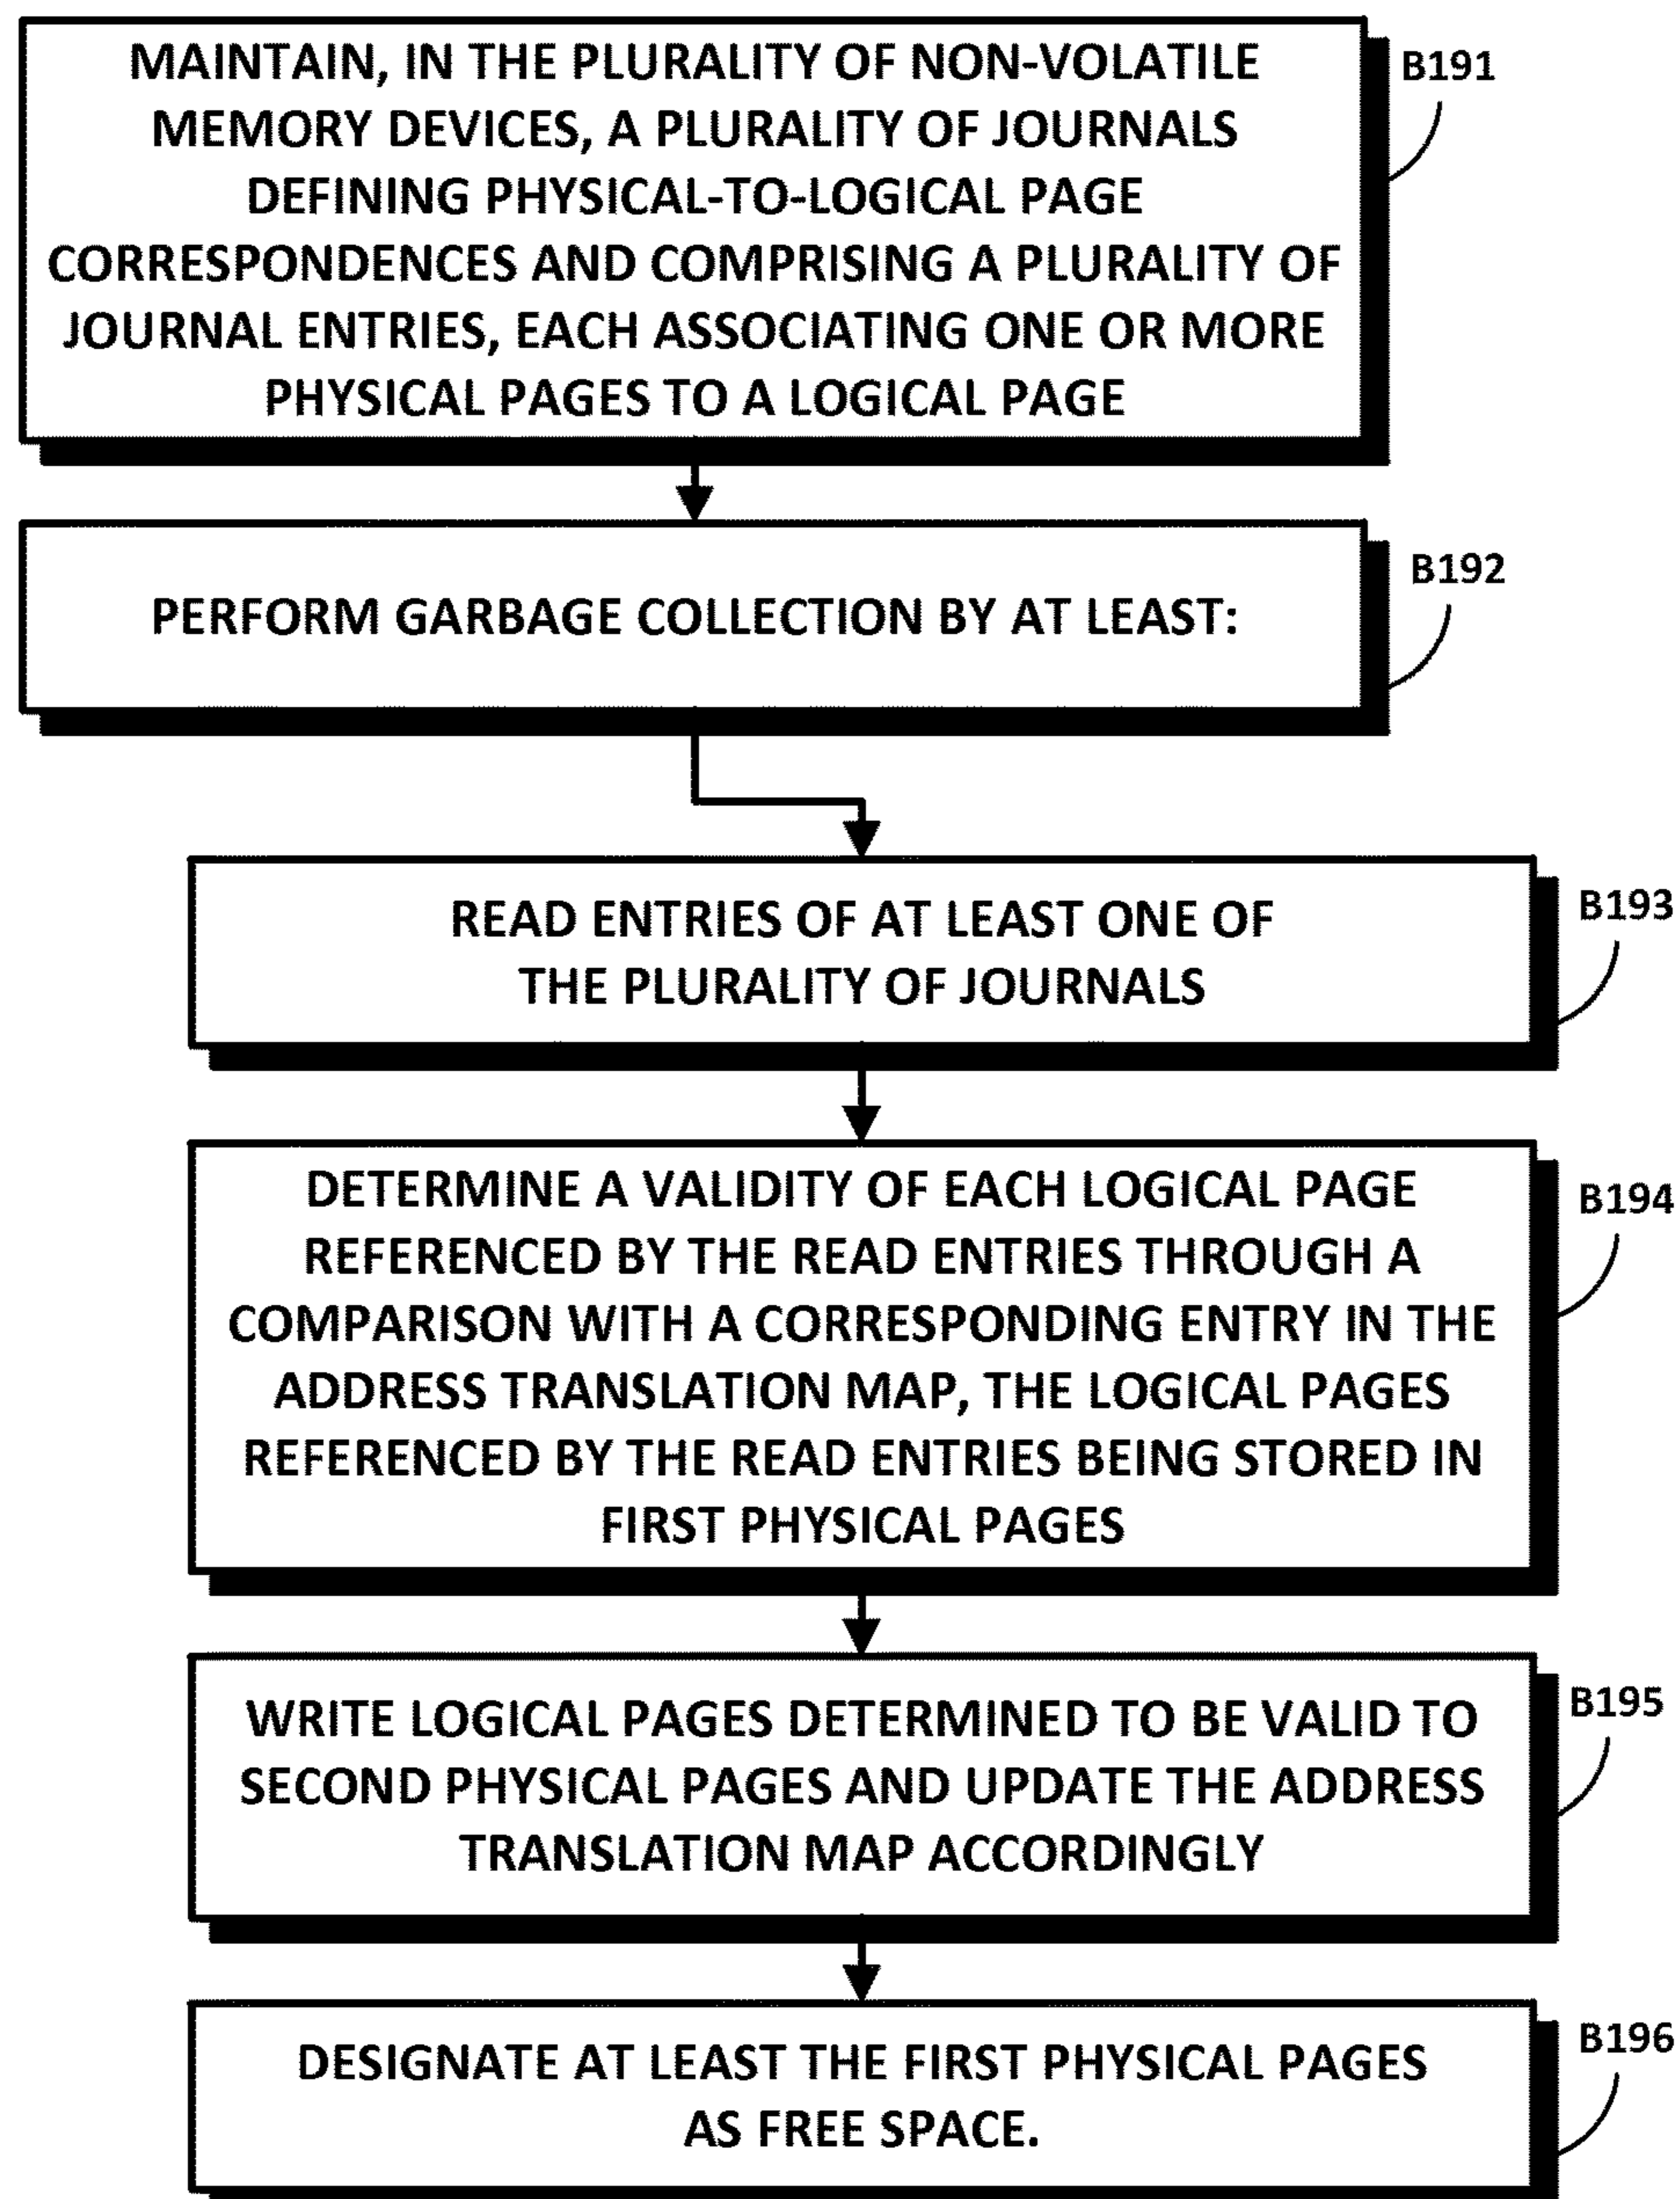 MAINTAIN, IN THE PLURALITY OF NON-VOLATILE
MEMORY DEVICES, A PLURALITY OF JOURNALS
DEFINING PHYSICAL-TO-LOGICAL PAGE
CORRESPONDENCES AND COMPRISING A PLURALITY OF
JOURNAL ENTRIES, EACH ASSOCIATING ONE OR MORE
PHYSICAL PAGES TO A LOGICAL PAGE
B191
PERFORM GARBAGE COLLECTION BY AT LEAST:
B192
READ ENTRIES OF AT LEAST ONE OF
THE PLURALITY OF JOURNALS
B193
DETERMINE A VALIDITY OF EACH LOGICAL PAGE
REFERENCED BY THE READ ENTRIES THROUGH A
COMPARISON WITH A CORRESPONDING ENTRY IN THE
ADDRESS TRANSLATION MAP, THE LOGICAL PAGES
REFERENCED BY THE READ ENTRIES BEING STORED IN
FIRST PHYSICAL PAGES
B194
WRITE LOGICAL PAGES DETERMINED TO BE VALID TO
SECOND PHYSICAL PAGES AND UPDATE THE ADDRESS
TRANSLATION MAP ACCORDINGLY
B195
DESIGNATE AT LEAST THE FIRST PHYSICAL PAGES
AS FREE SPACE.
B196